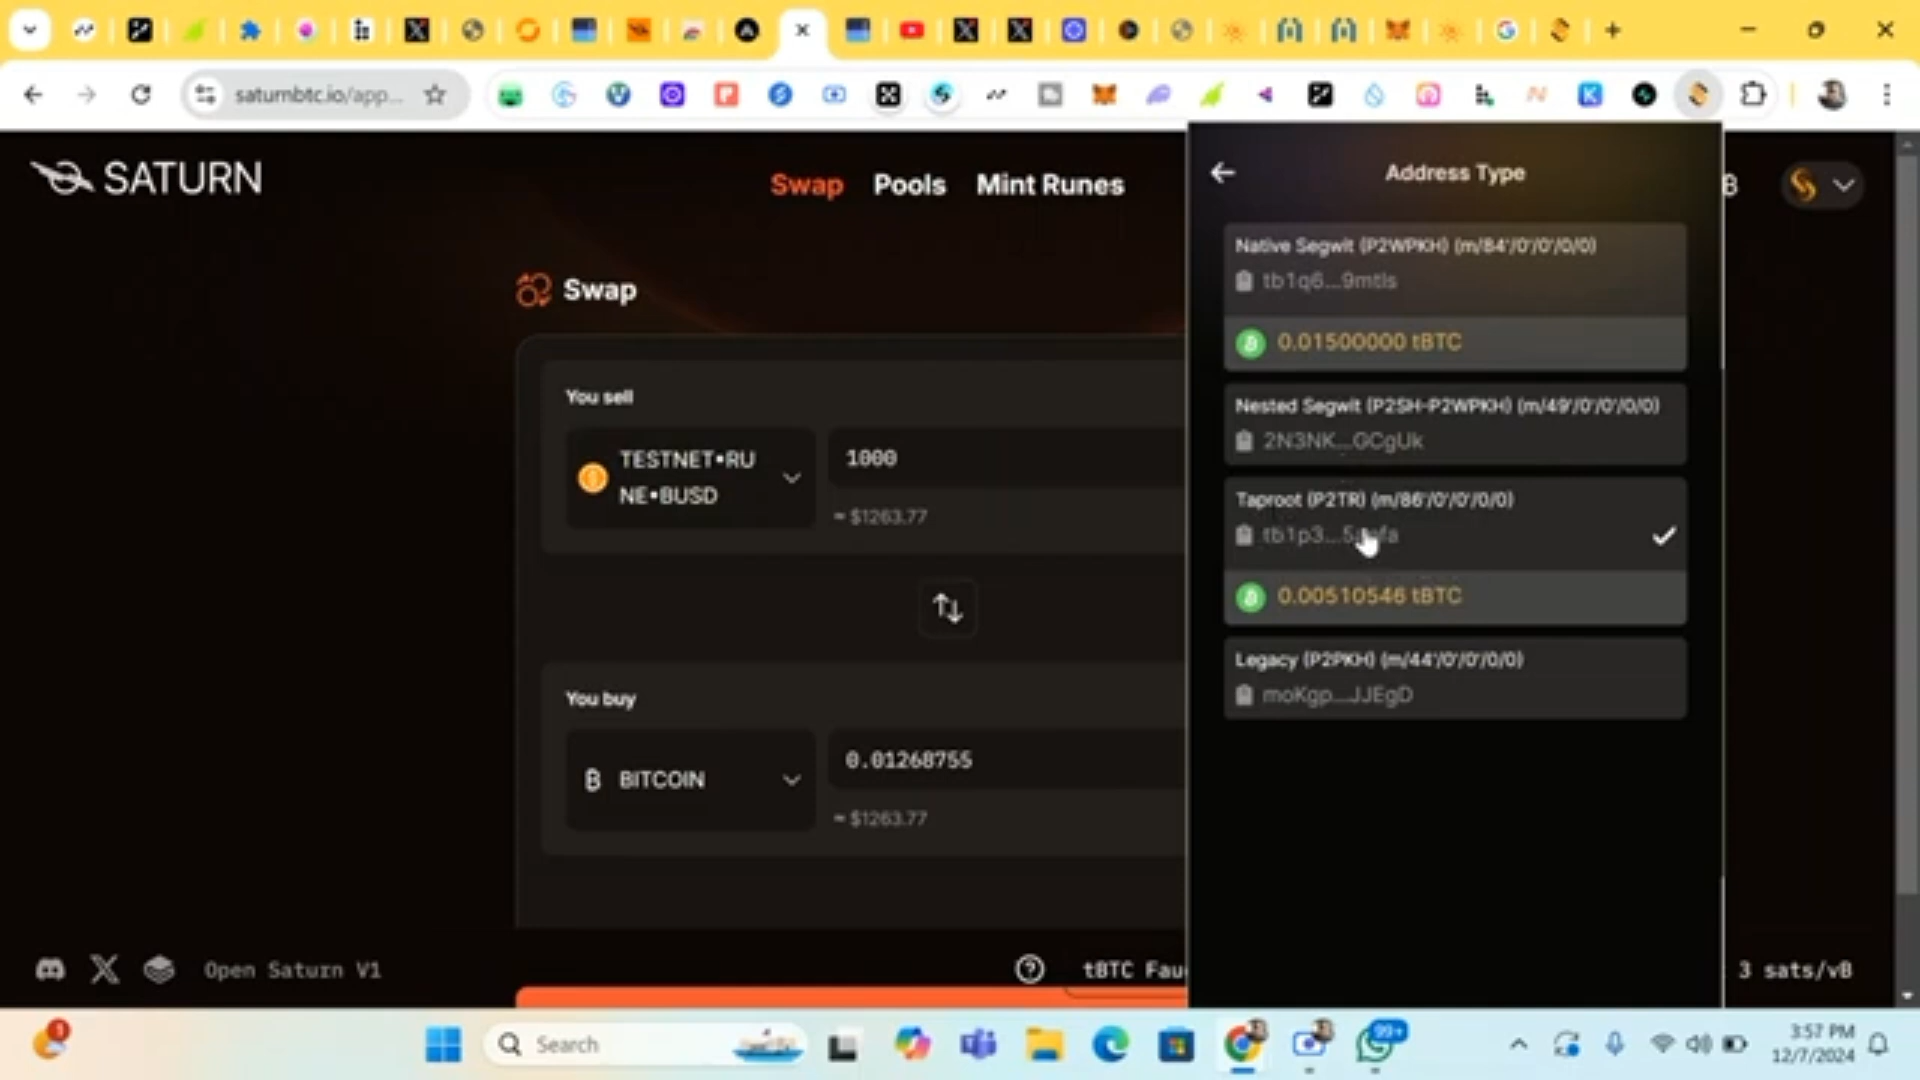 saturnbtc.io/app...
SATURN
Swap
Pools
Mint Runes
B
Swap
You sell
TESTNET•RU
NE•BUSD
1000
≈ $1263.77
You buy
BITCOIN
0.01268755
≈ $1263.77
Address Type
Native Segwit (P2WPKH) (m/84'/0'/0'/0/0)
tb1q6...9mtls
0.01500000 tBTC
Nested Segwit (P2SH-P2WPKH) (m/49'/0'/0'/0/0)
2N3NK...GCgUk
Taproot (P2TR) (m/86'/0'/0'/0/0)
0.00510546 tBTC
Legacy (P2PKH) (m/44'/0'/0'/0/0)
moKgp...JJEgD
Open Saturn V1
tBTC Fau
3 sats/vB
1
Search
99+
3:57 PM
12/7/2024